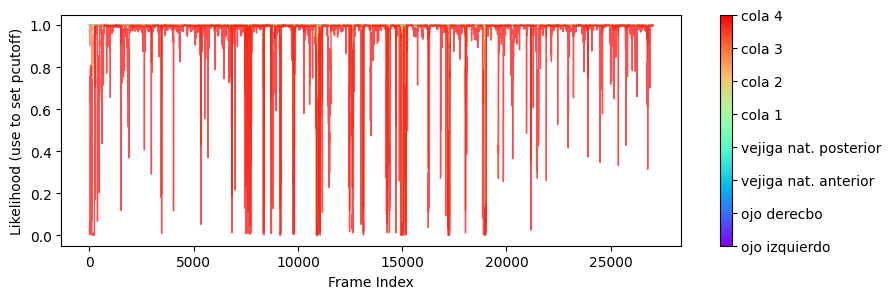 Likelihood (use to set pcutoff)
1.0
0.8
0.6
0.4
0.2
0.0
0
5000
10000
15000
20000
25000
Frame Index
cola 4
cola 3
cola 2
cola 1
vejiga nat. posterior
vejiga nat. anterior
ojo derecbo
ojo izquierdo